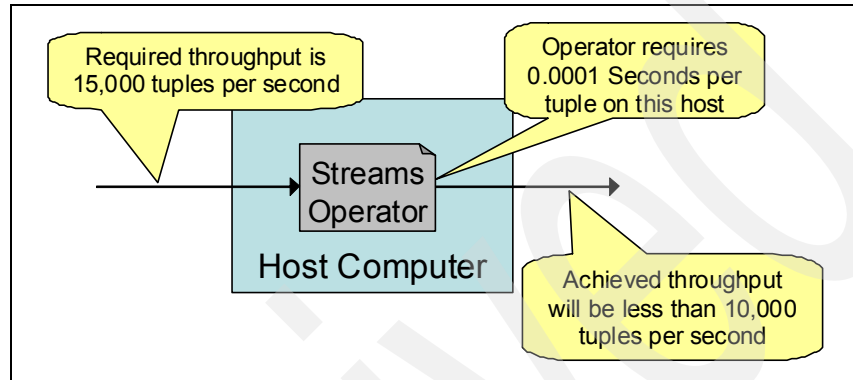 Required throughput is
15,000 tuples per second
Operator requires
0.0001 Seconds per
tuple on this host
Streams
Operator
Host Computer
Achieved throughput
will be less than 10,000
tuples per second